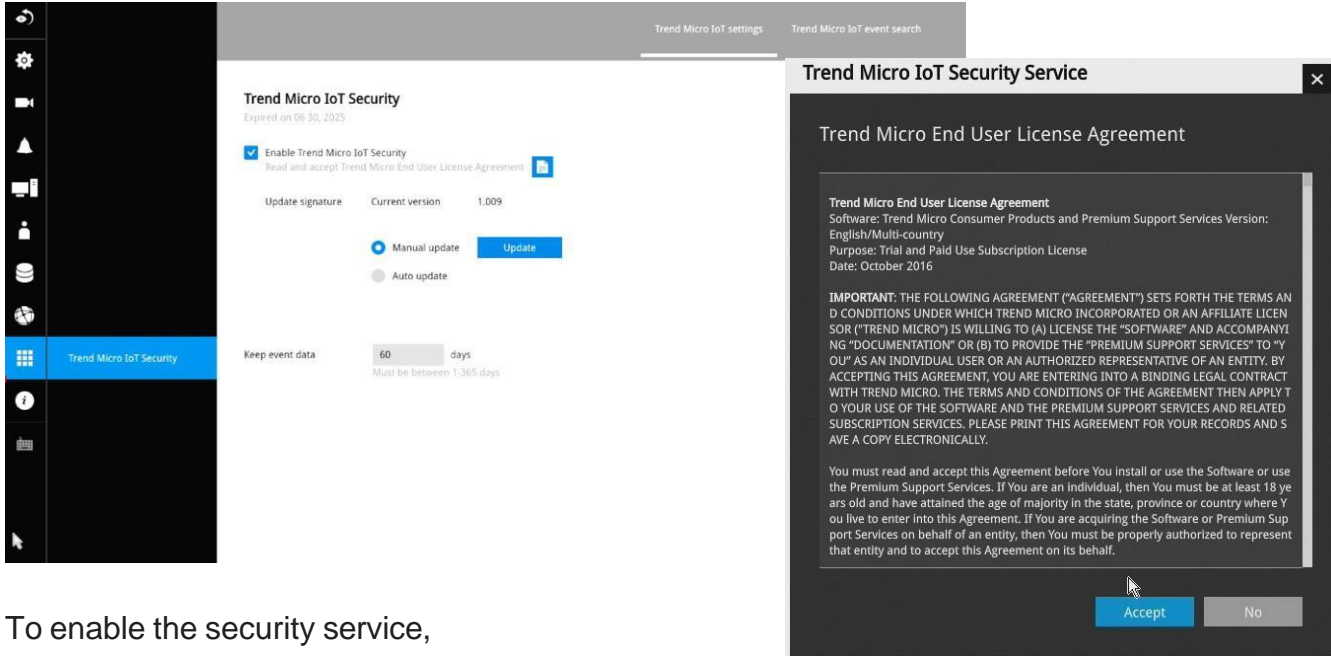 Trend Micro IoT settings
Trend Micro IoT event search
Trend Micro IoT Security
Expired on 06 30, 2025
Enable Trend Micro IoT Security
Read and accept Trend Micro End User License Agreement
Update signature Current version 1.009
Manual update Update
Auto update
Trend Micro IoT Security
Keep event data 60 days
Must be between 1-365 days
Trend Micro IoT Security Service
Trend Micro End User License Agreement
Trend Micro End User License Agreement
Software: Trend Micro Consumer Products and Premium Support Services Version:
English/Multi-country
Purpose: Trial and Paid Use Subscription License
Date: October 2016
IMPORTANT: THE FOLLOWING AGREEMENT ("AGREEMENT") SETS FORTH THE TERMS AN
D CONDITIONS UNDER WHICH TREND MICRO INCORPORATED OR AN AFFILIATE LICEN
SOR ("TREND MICRO") IS WILLING TO (A) LICENSE THE "SOFTWARE" AND ACCOMPANYI
NG "DOCUMENTATION" OR (B) TO PROVIDE THE "PREMIUM SUPPORT SERVICES" TO "Y
OU" AS AN INDIVIDUAL USER OR AN AUTHORIZED REPRESENTATIVE OF AN ENTITY. BY
ACCEPTING THIS AGREEMENT, YOU ARE ENTERING INTO A BINDING LEGAL CONTRACT
WITH TREND MICRO. THE TERMS AND CONDITIONS OF THE AGREEMENT THEN APPLY T
O YOUR USE OF THE SOFTWARE AND THE PREMIUM SUPPORT SERVICES AND RELATED
SUBSCRIPTION SERVICES. PLEASE PRINT THIS AGREEMENT FOR YOUR RECORDS AND S
AVE A COPY ELECTRONICALLY.
You must read and accept this Agreement before You install or use the Software or use
the Premium Support Services. If You are an individual, then You must be at least 18 ye
ars old and have attained the age of majority in the state, province or country where Y
ou live to enter into this Agreement. If You are acquiring the Software or Premium Sup
port Services on behalf of an entity, then You must be properly authorized to represent
that entity and to accept this Agreement on its behalf.
Accept
No
To enable the security service,